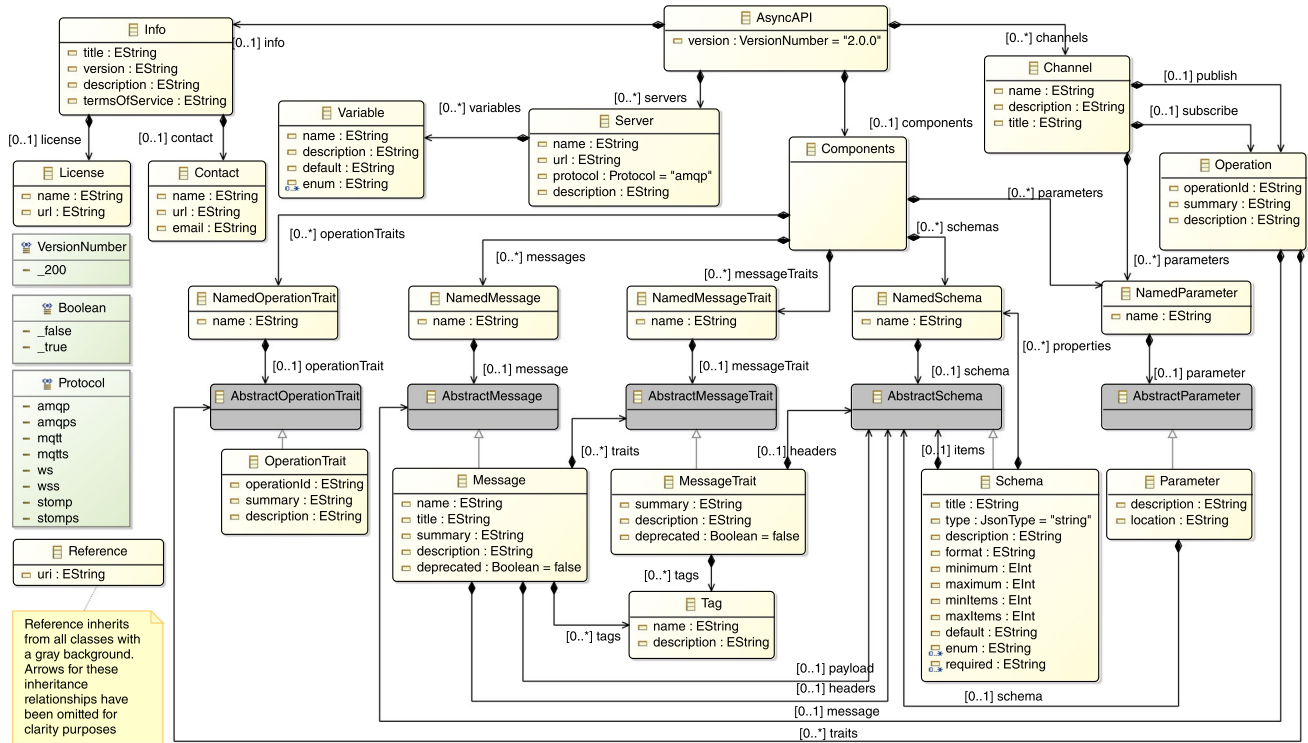 AsyncAPI
version : VersionNumber = "2.0.0"
Info
title : EString
version : EString
description : EString
termsOfService : EString
[0..1] info
[0..*] channels
Channel
name : EString
description : EString
title : EString
[0..1] publish
[0..1] subscribe
[0..*] servers
[0..*] variables
Variable
name : EString
description : EString
default : EString
enum : EString
Server
name : EString
url : EString
protocol : Protocol = "amqp"
description : EString
[0..1] components
Components
[0..1] license
[0..1] contact
License
name : EString
url : EString
Contact
name : EString
url : EString
email : EString
Operation
operationId : EString
summary : EString
description : EString
[0..*] parameters
[0..*] operationTraits
[0..*] messages
[0..*] messageTraits
[0..*] schemas
[0..*] parameters
VersionNumber
_200
Boolean
_false
_true
Protocol
amqp
amqps
mqtt
mqtts
ws
wss
stomp
stomps
NamedOperationTrait
name : EString
NamedMessage
name : EString
NamedMessageTrait
name : EString
NamedSchema
name : EString
NamedParameter
name : EString
[0..*] properties
[0..1] operationTrait
[0..1] message
[0..1] messageTrait
[0..1] schema
[0..1] parameter
AbstractOperationTrait
AbstractMessage
AbstractMessageTrait
AbstractSchema
AbstractParameter
[0..*] traits
[0..1] headers
[0..1] items
OperationTrait
operationId : EString
summary : EString
description : EString
Message
name : EString
title : EString
summary : EString
description : EString
deprecated : Boolean = false
MessageTrait
summary : EString
description : EString
deprecated : Boolean = false
Schema
title : EString
type : JsonType = "string"
description : EString
format : EString
minimum : EInt
maximum : EInt
minItems : EInt
maxItems : EInt
default : EString
enum : EString
required : EString
Parameter
description : EString
location : EString
[0..*] tags
Tag
name : EString
description : EString
[0..*] tags
Reference
uri : EString
Reference inherits
from all classes with
a gray background.
Arrows for these
inheritance
relationships have
been omitted for
clarity purposes
[0..1] payload
[0..1] headers
[0..1] schema
[0..1] message
[0..*] traits